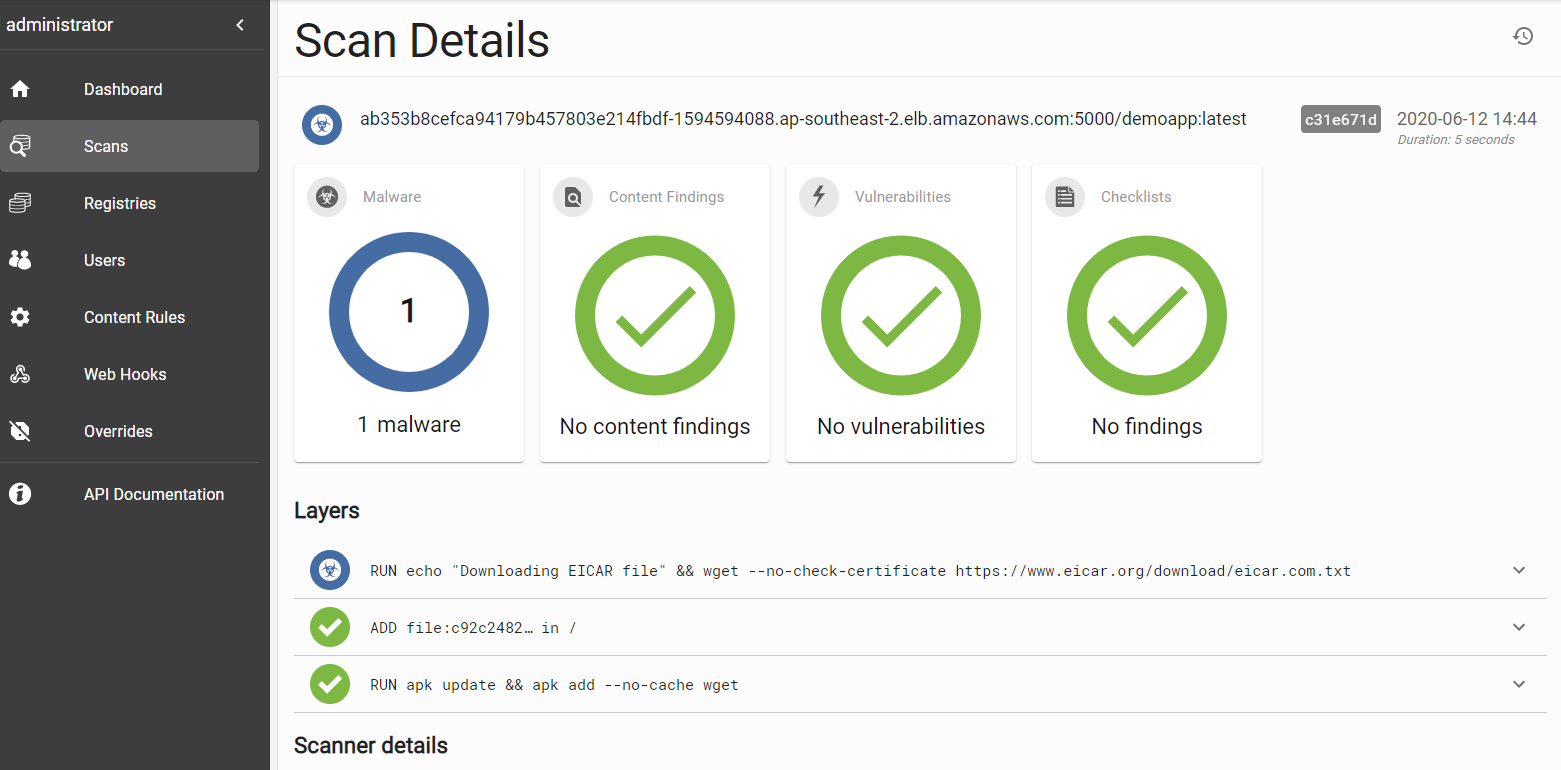 administrator
Dashboard
Scans
Registries
Users
Content Rules
Web Hooks
Overrides
API Documentation
Scan Details
ab353b8cefca94179b457803e214fbdf-1594594088.ap-southeast-2.elb.amazonaws.com:5000/demoapp:latest
c31e671d
2020-06-12 14:44
Duration: 5 seconds
Malware
1
1 malware
Content Findings
No content findings
Vulnerabilities
No vulnerabilities
Checklists
No findings
Layers
RUN echo "Downloading EICAR file" && wget --no-check-certificate https://www.eicar.org/download/eicar.com.txt
ADD file:c92c2482… in /
RUN apk update && apk add --no-cache wget
Scanner details